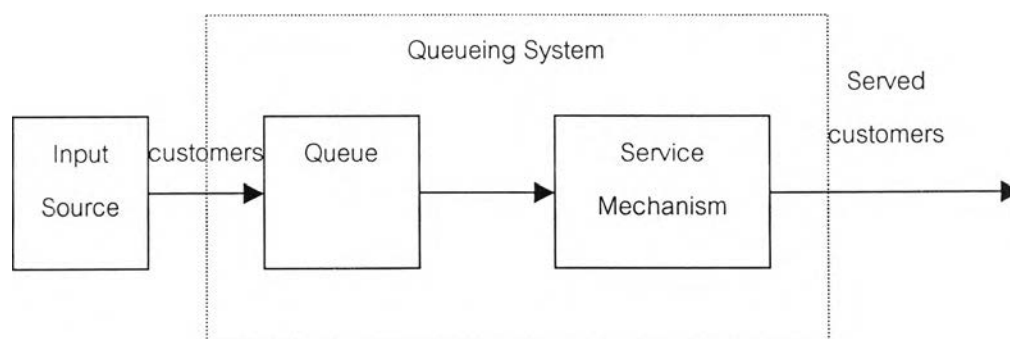 Queueing System
Input
Source
customers
Queue
Service
Mechanism
Served
customers